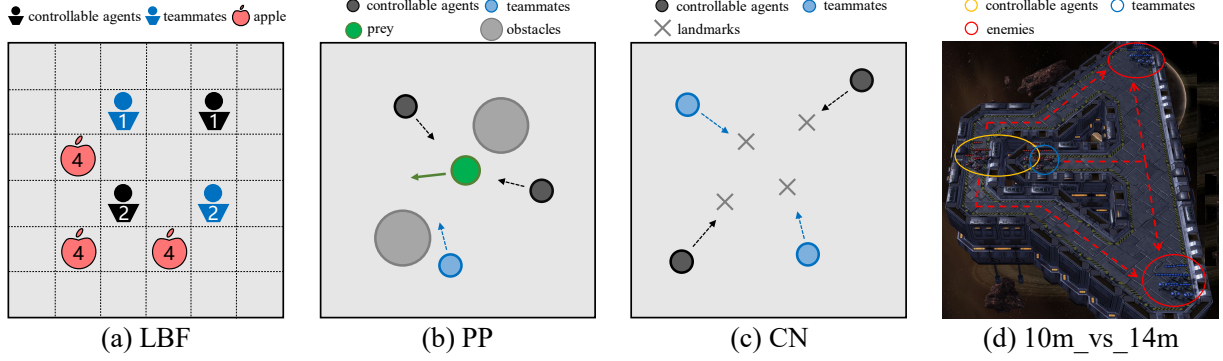 controllable agents teammates apple
1 1
4
2 2
4 4
(a) LBF
controllable agents teammates
prey obstacles
(b) PP
controllable agents teammates
landmarks
(c) CN
controllable agents teammates
enemies
(d) 10m_vs_14m